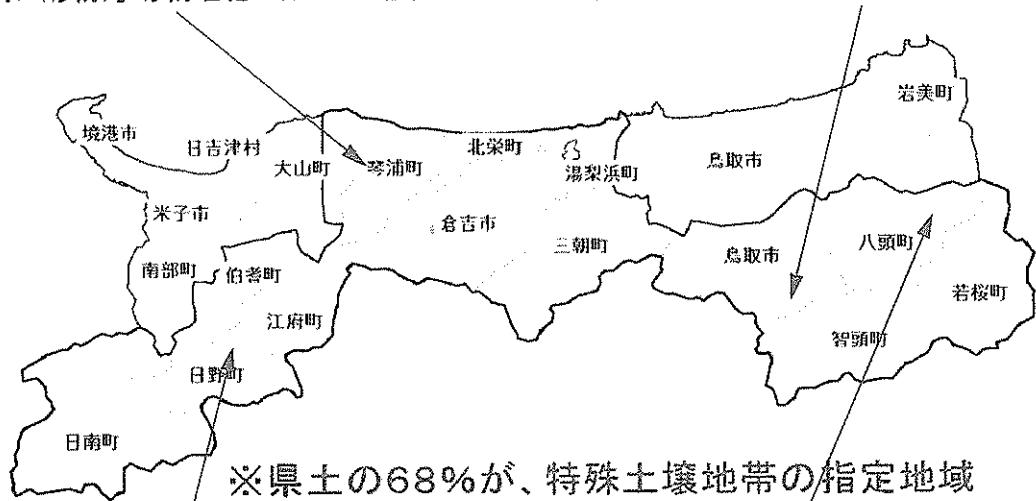 岩美町
境港市
日吉津村
北栄町
大山町
琴浦町
湯梨浜町
鳥取市
米子市
倉吉市
三朝町
鳥取市
八頭町
南部町
伯耆町
若桜町
江府町
智頭町
日野町
日南町
※県土の68%が、特殊土壌地帯の指定地域